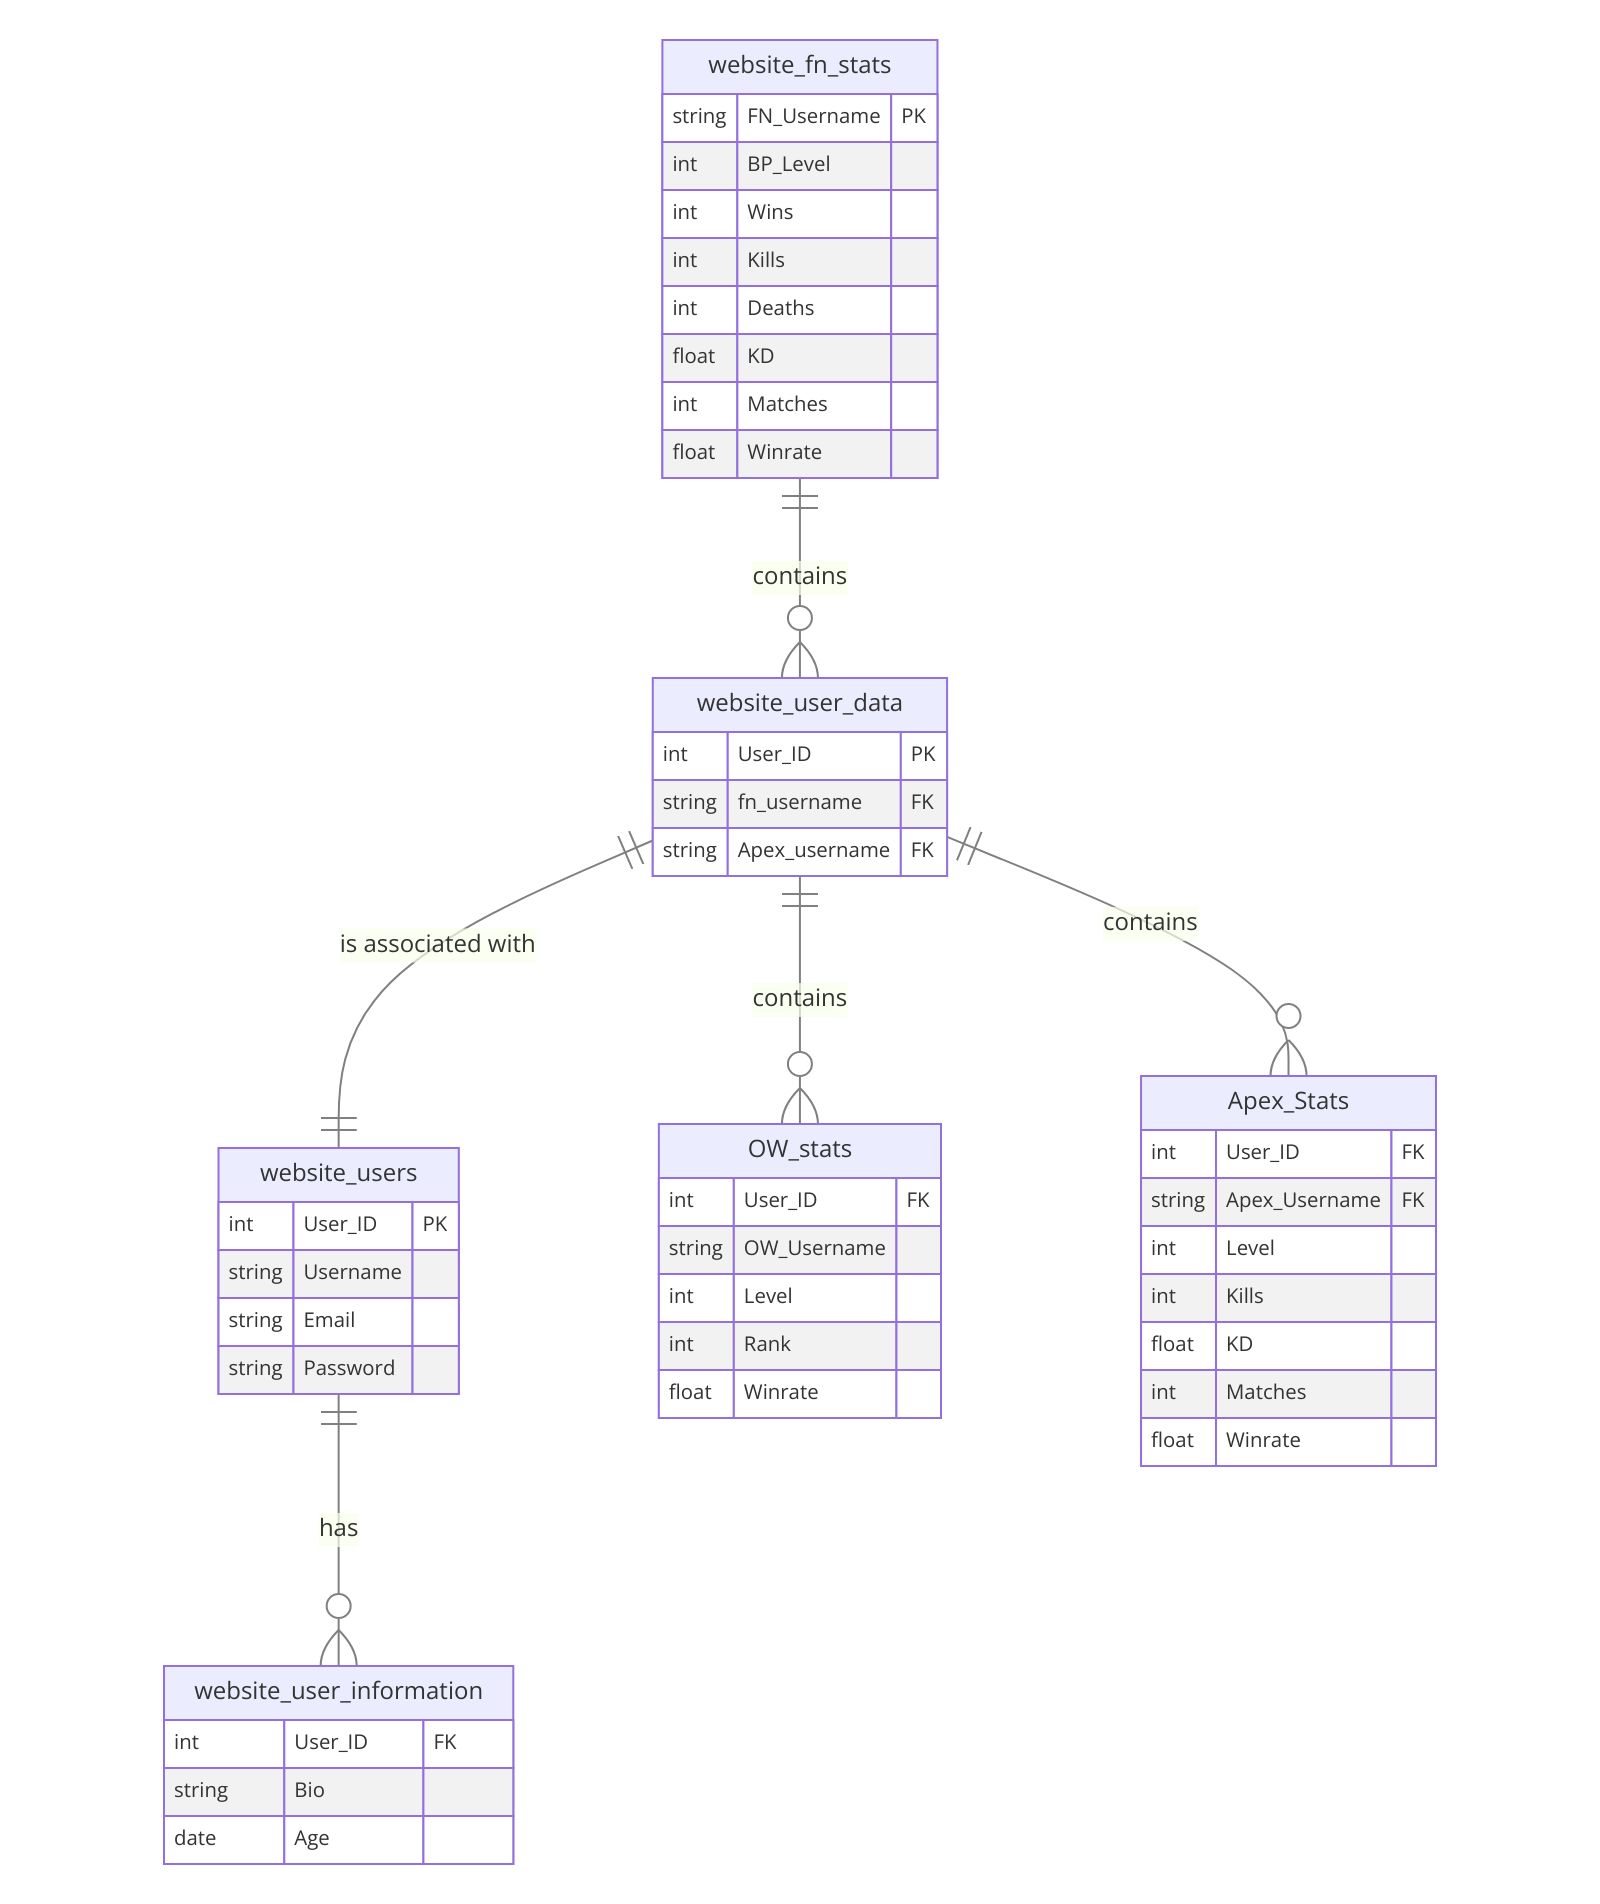 website_fn_stats
string FN_Username PK
int BP_Level
int Wins
int Kills
int Deaths
float KD
int Matches
float Winrate
contains
website_user_data
int User_ID PK
string fn_username FK
string Apex_username FK
is associated with
contains
contains
website_users
int User_ID PK
string Username
string Email
string Password
OW_stats
int User_ID FK
string OW_Username
int Level
int Rank
float Winrate
Apex_Stats
int User_ID FK
string Apex_Username FK
int Level
int Kills
float KD
int Matches
float Winrate
has
website_user_information
int User_ID FK
string Bio
date Age